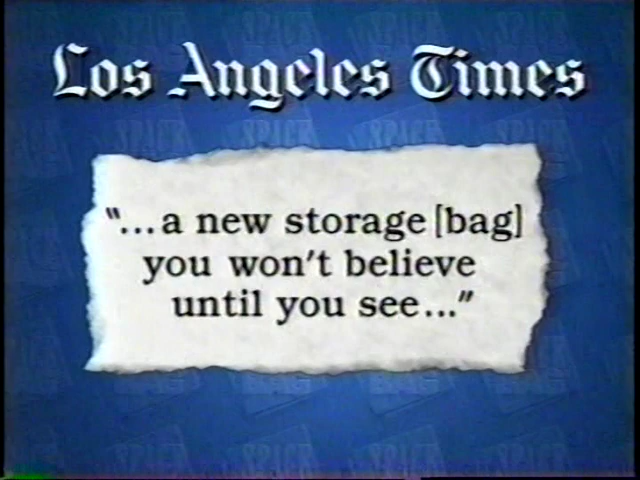 Los Angeles Times
"...a new storage [bag]
you won't believe
until you see..."